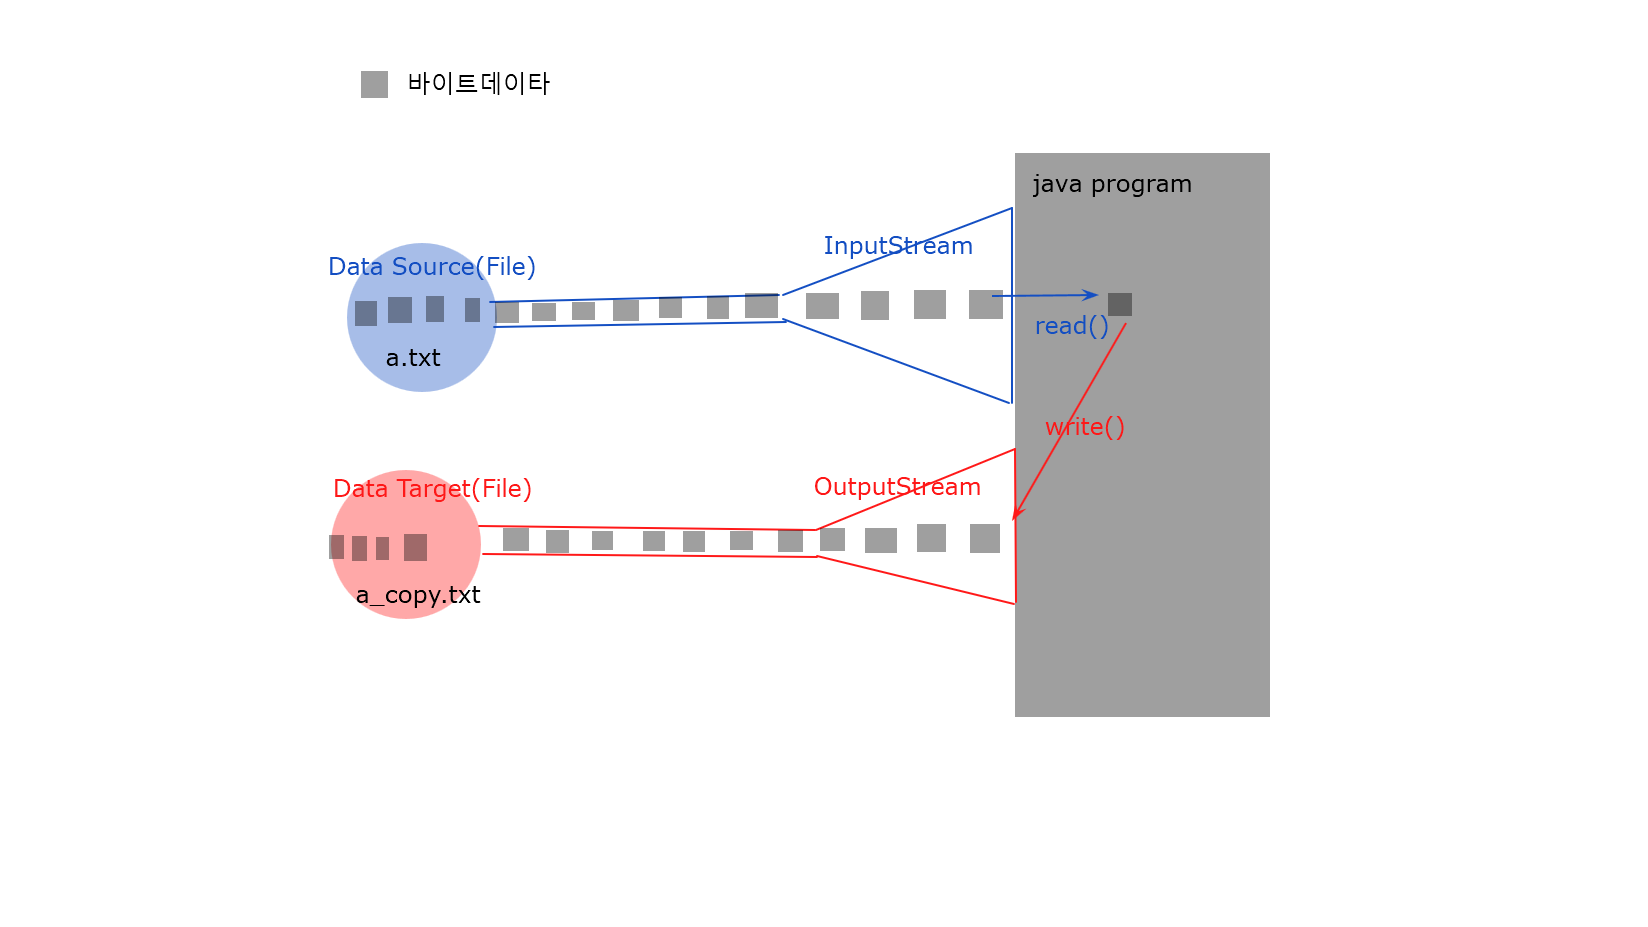 바이트데이타
java program
InputStream
Data Source(File)
read()
a.txt
write()
OutputStream
Data Target(File)
a_copy.txt